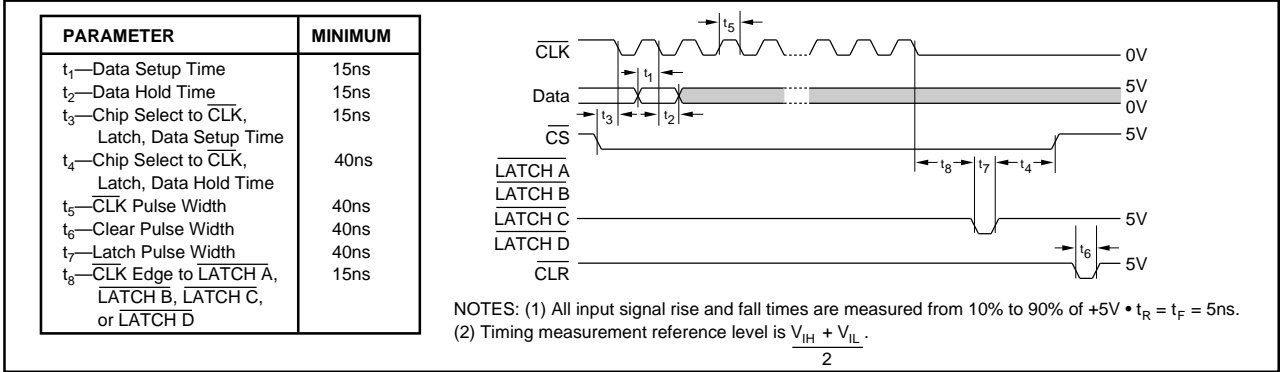 PARAMETER MINIMUM
t1—Data Setup Time 15ns
t2—Data Hold Time 15ns
t3—Chip Select to CLK, 15ns
Latch, Data Setup Time
t4—Chip Select to CLK, 40ns
Latch, Data Hold Time
t5—CLK Pulse Width 40ns
t6—Clear Pulse Width 40ns
t7—Latch Pulse Width 40ns
t8—CLK Edge to LATCH A, 15ns
LATCH B, LATCH C,
or LATCH D
t5
CLK
0V
t1
5V
Data
0V
t3
t2
CS
5V
t8
t7
t4
LATCH A
LATCH B
LATCH C
5V
LATCH D
t6
CLR
5V
NOTES: (1) All input signal rise and fall times are measured from 10% to 90% of +5V • tR = tF = 5ns.
(2) Timing measurement reference level is VIH + VIL .
2